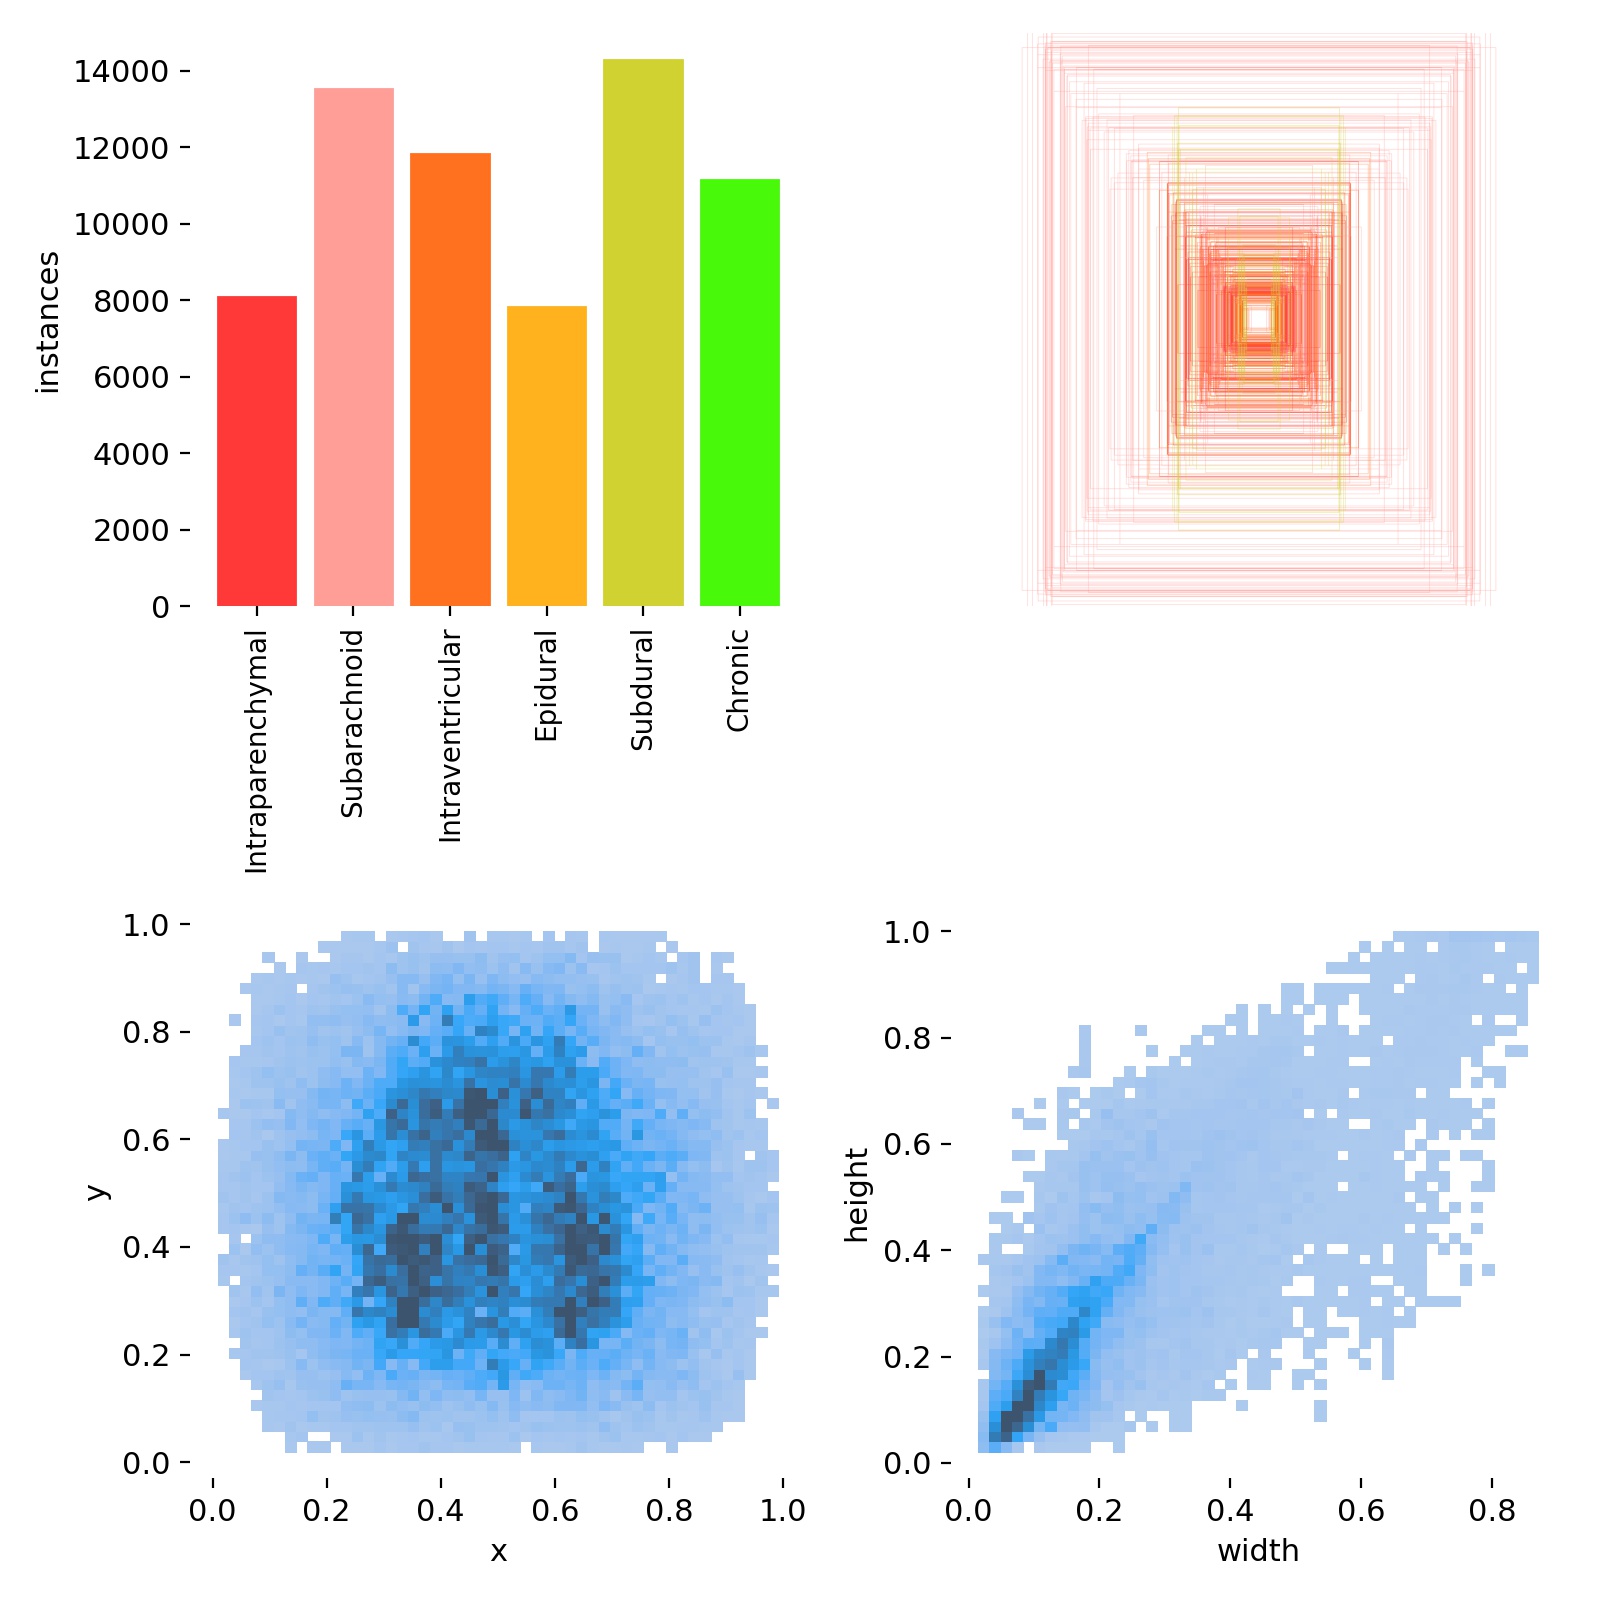 instances
14000
12000
10000
8000
6000
4000
2000
0
Intraparenchymal
Subarachnoid
Intraventricular
Epidural
Subdural
Chronic
y
1.0
0.8
0.6
0.4
0.2
0.0
0.0 0.2 0.4 0.6 0.8 1.0
x
height
1.0
0.8
0.6
0.4
0.2
0.0
0.0 0.2 0.4 0.6 0.8
width